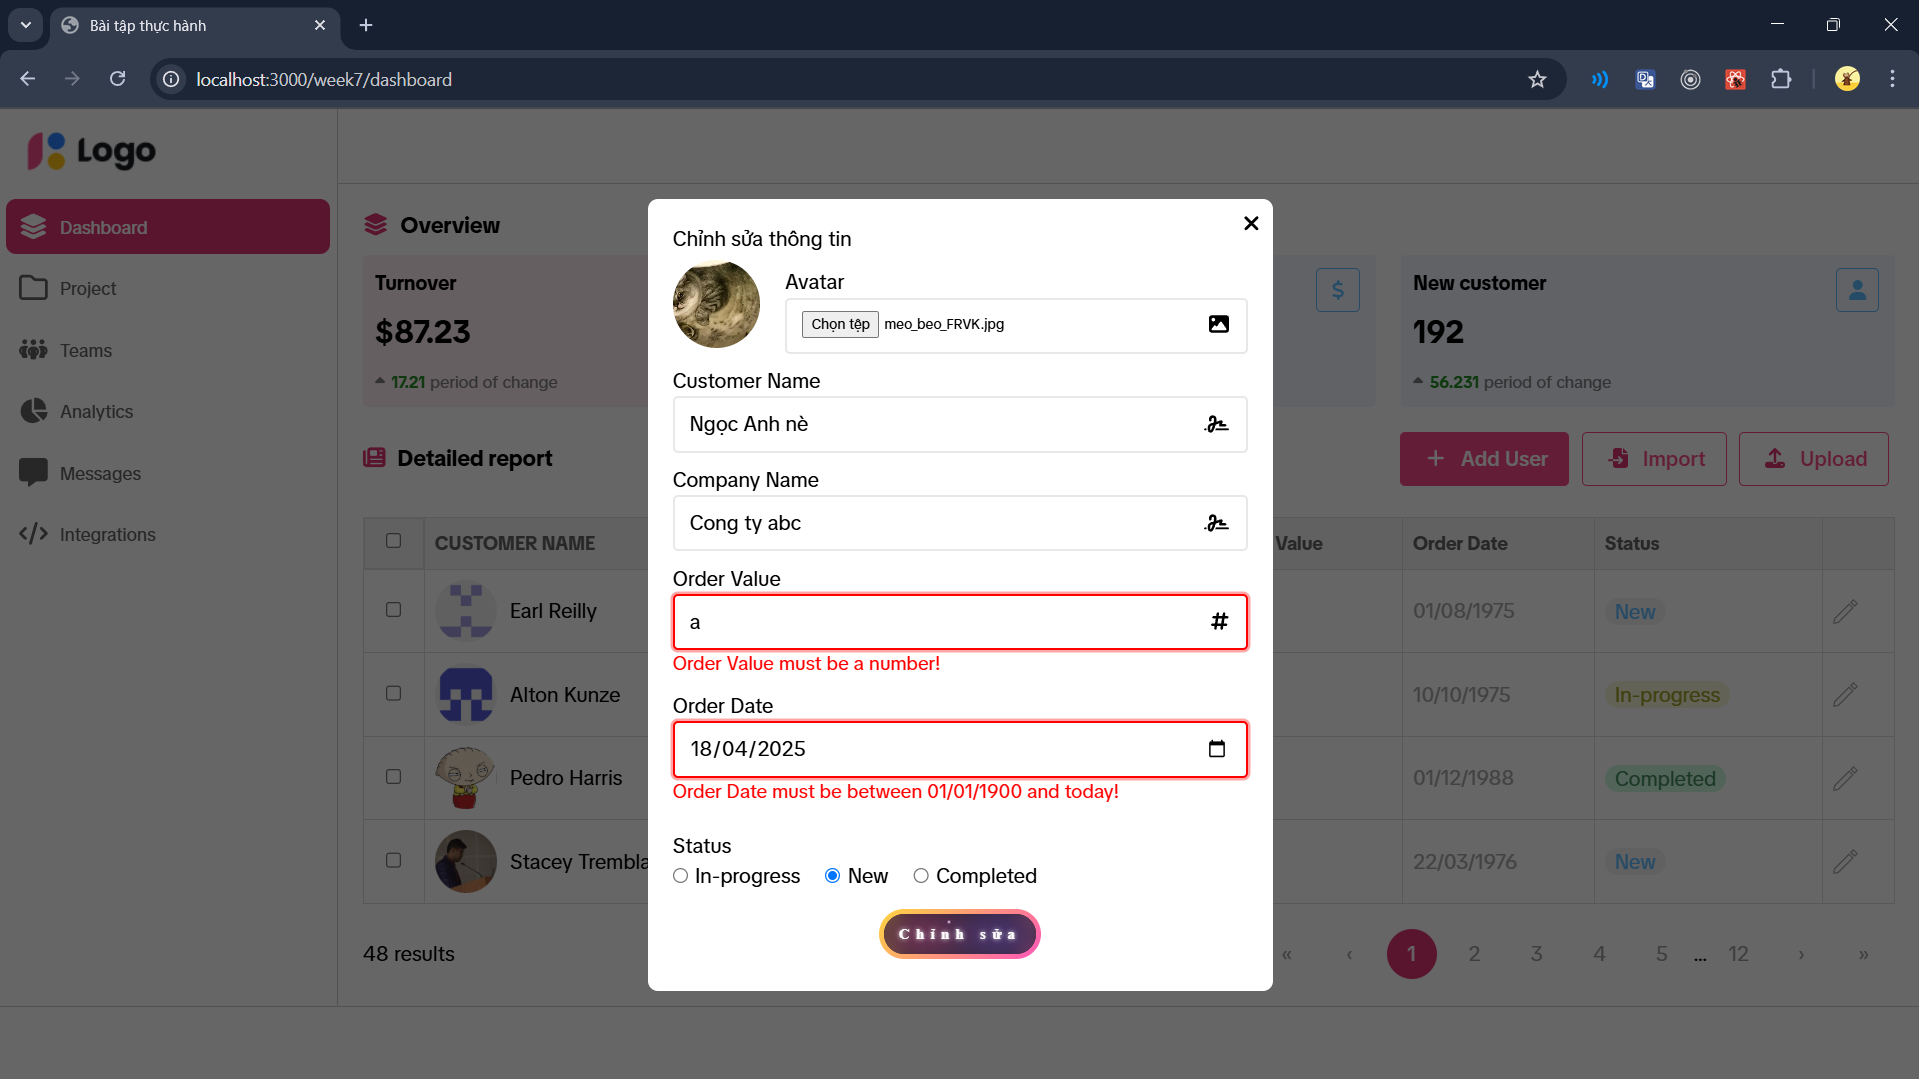 Bài tập thực hành
localhost:3000/week7/dashboard
Logo
Dashboard
Project
Teams
Analytics
Messages
Integrations
Overview
Turnover
$87.23
17.21 period of change
$
New customer
192
56.231 period of change
Detailed report
Add User
Import
Upload
CUSTOMER NAME
Value
Order Date
Status
Earl Reilly
01/08/1975
New
Alton Kunze
10/10/1975
In-progress
Pedro Harris
01/12/1988
Completed
Stacey Trembla
22/03/1976
New
48 results
« ‹ 1 2 3 4 5 ... 12 › »
Chỉnh sửa thông tin
Avatar
Chọn tệp meo_beo_FRVK.jpg
Customer Name
Ngọc Anh nè
Company Name
Cong ty abc
Order Value
a
Order Value must be a number!
Order Date
18/04/2025
Order Date must be between 01/01/1900 and today!
Status
In-progress New Completed
Chỉnh sửa